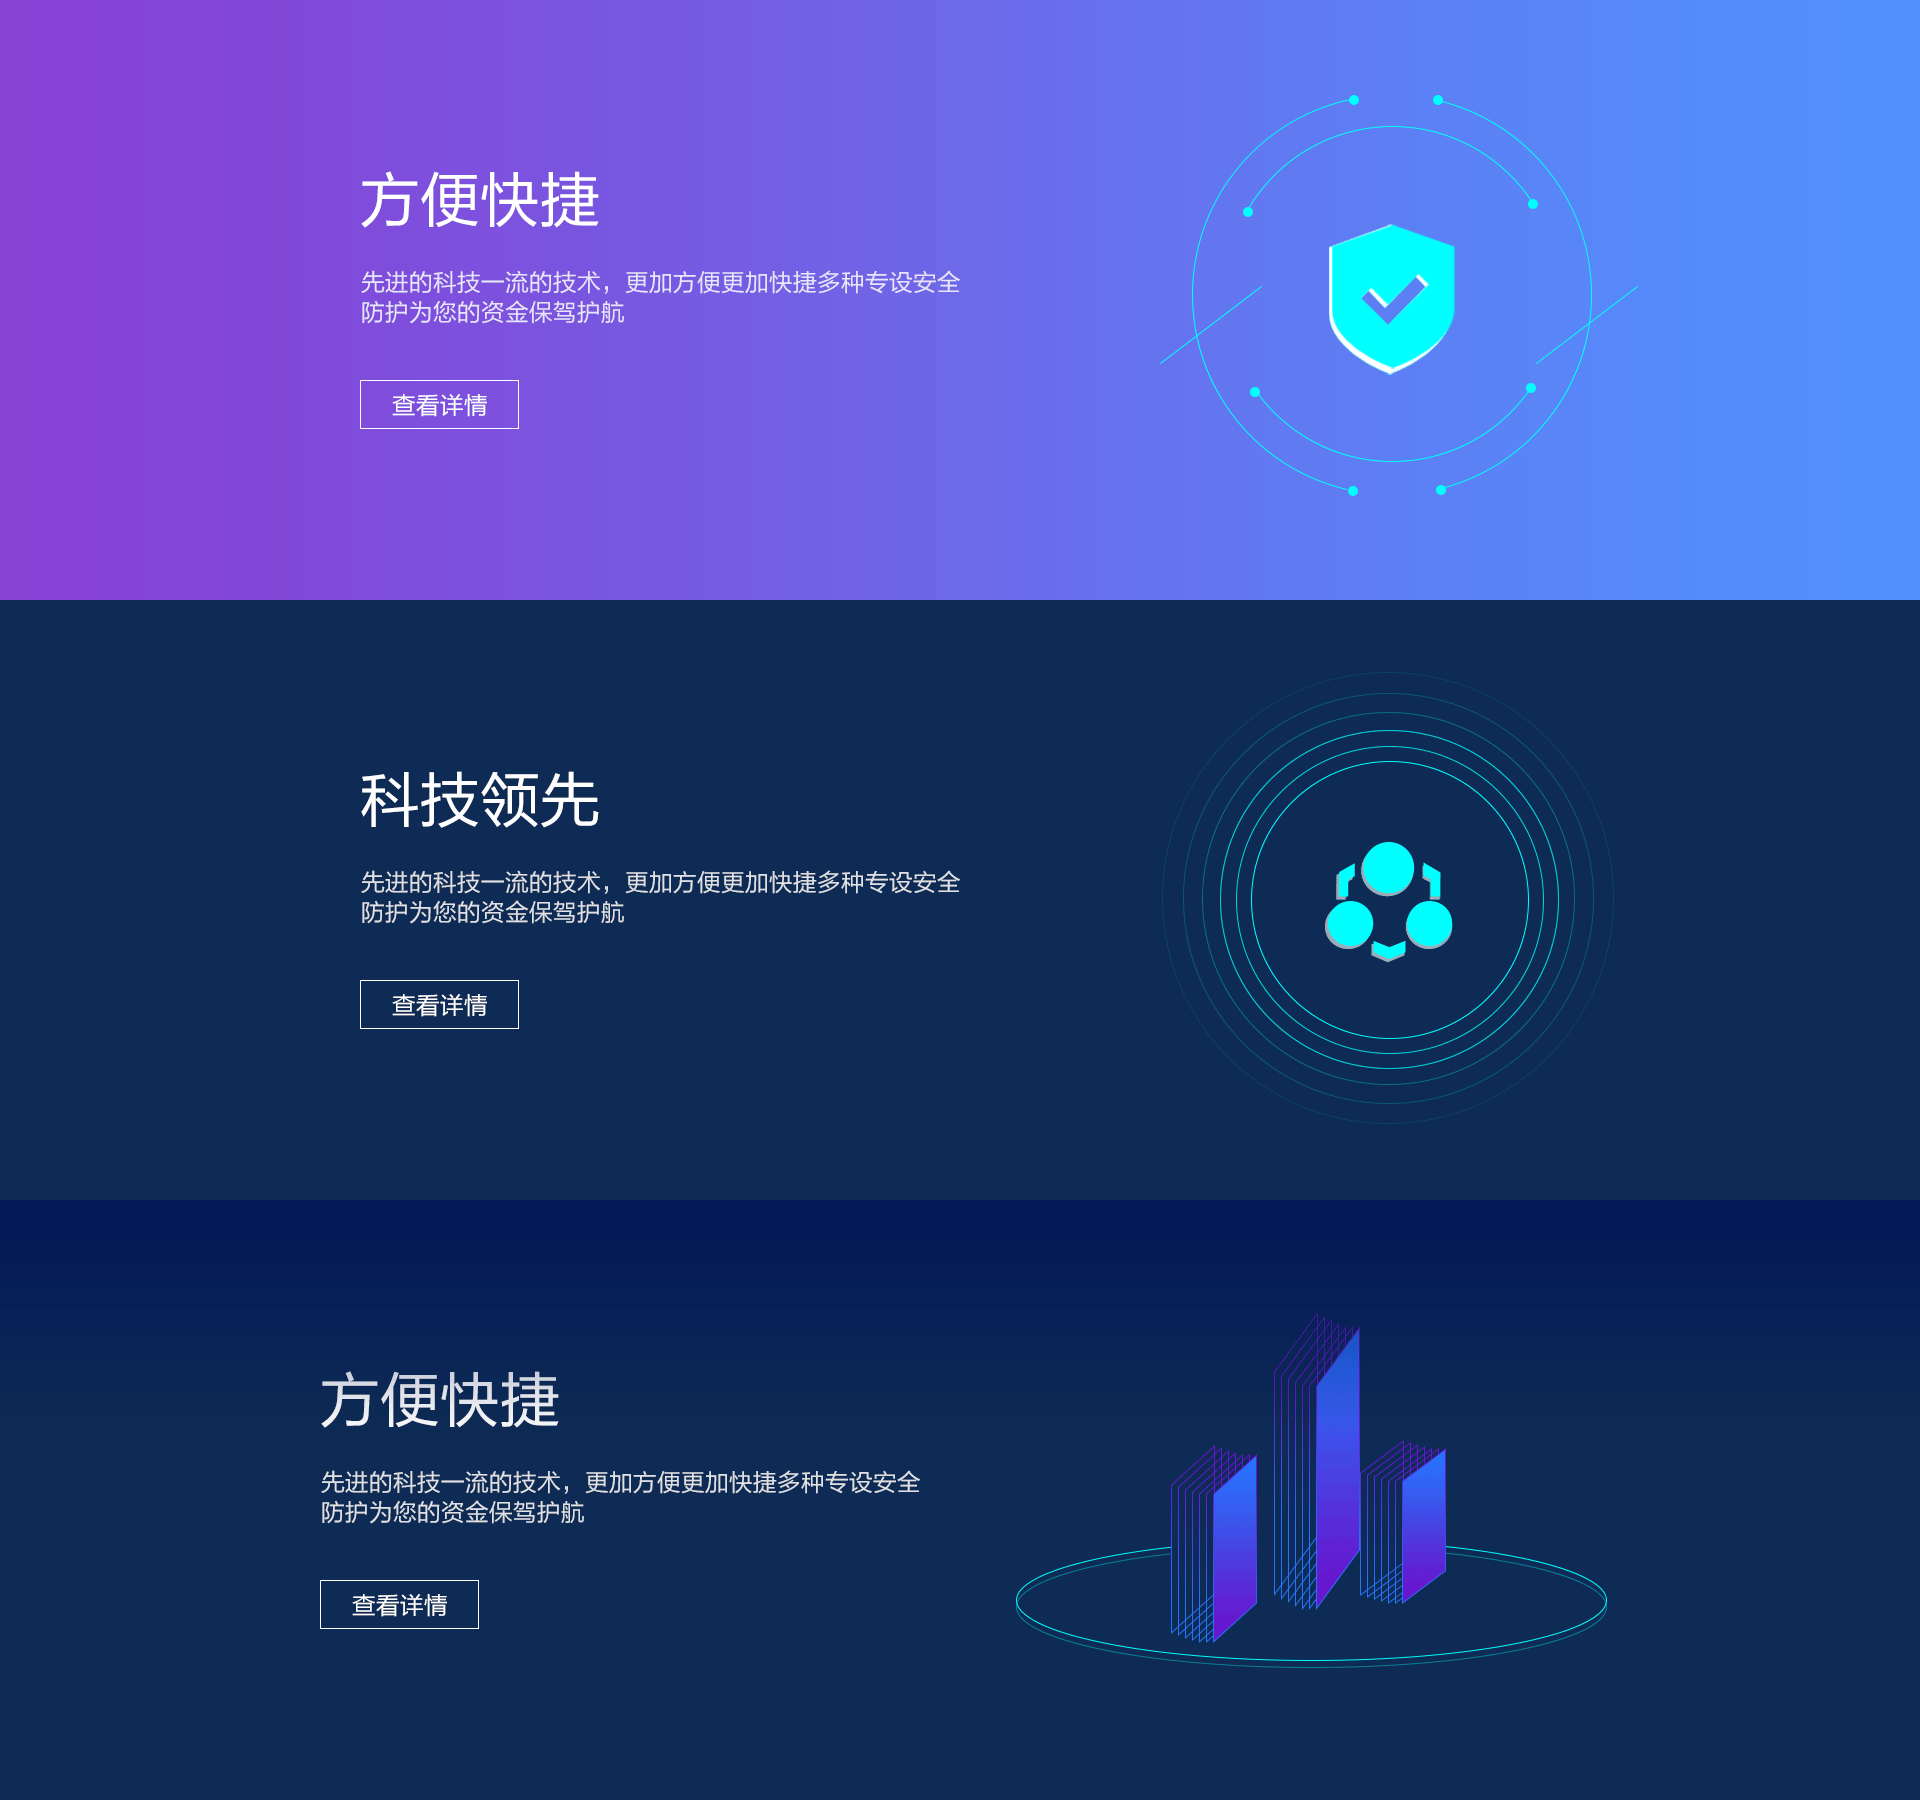 方便快捷
先进的科技一流的技术，更加方便更加快捷多种专设安全
防护为您的资金保驾护航
查看详情
科技领先
先进的科技一流的技术，更加方便更加快捷多种专设安全
防护为您的资金保驾护航
查看详情
方便快捷
先进的科技一流的技术，更加方便更加快捷多种专设安全
防护为您的资金保驾护航
查看详情